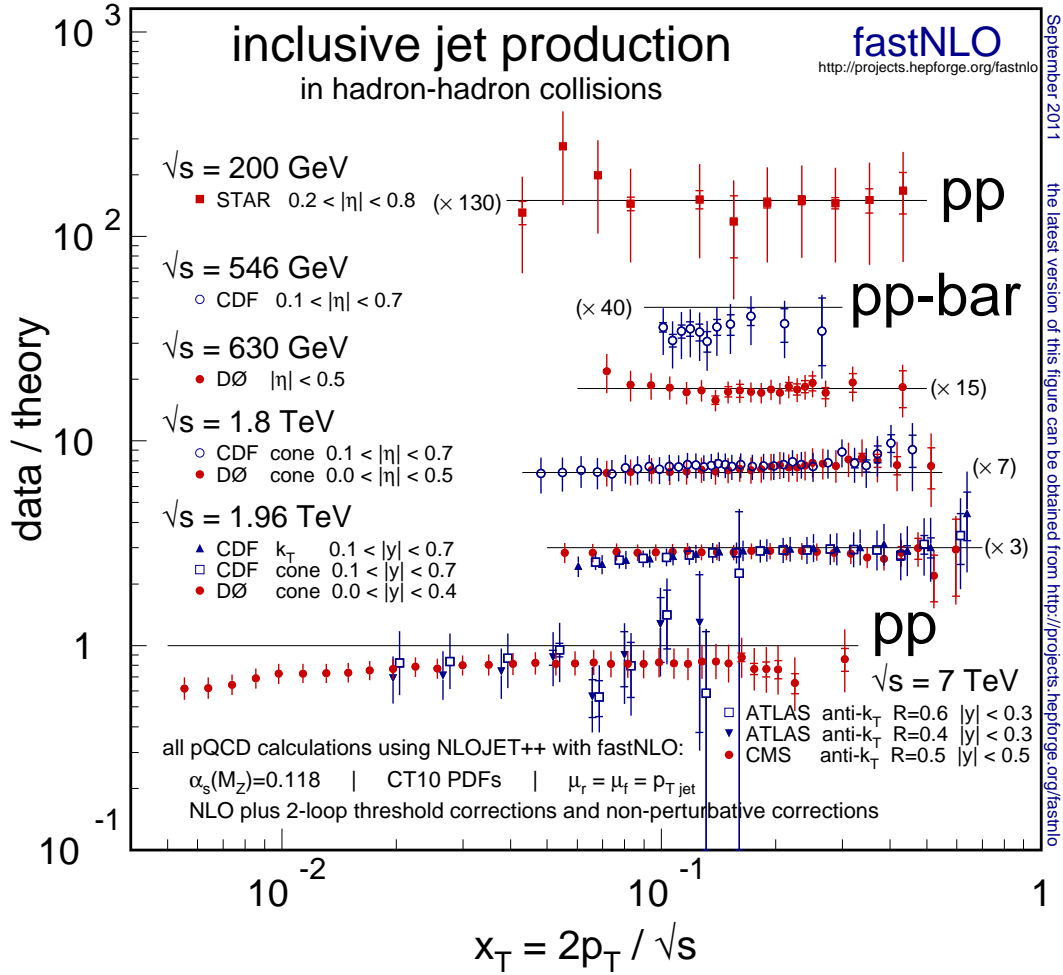 inclusive jet production
in hadron-hadron collisions
fastNLO
http://projects.hepforge.org/fastnlo
√s = 200 GeV
STAR 0.2 < |η| < 0.8
(× 130)
pp
√s = 546 GeV
CDF 0.1 < |η| < 0.7
(× 40)
pp-bar
√s = 630 GeV
DØ |η| < 0.5
(× 15)
√s = 1.8 TeV
CDF cone 0.1 < |η| < 0.7
DØ cone 0.0 < |η| < 0.5
(× 7)
√s = 1.96 TeV
CDF k_T 0.1 < |y| < 0.7
CDF cone 0.1 < |y| < 0.7
DØ cone 0.0 < |y| < 0.4
(× 3)
pp
√s = 7 TeV
ATLAS anti-k_T R=0.6 |y| < 0.3
ATLAS anti-k_T R=0.4 |y| < 0.3
CMS anti-k_T R=0.5 |y| < 0.5
all pQCD calculations using NLOJET++ with fastNLO:
α_s(M_Z)=0.118 | CT10 PDFs | μ_r = μ_f = p_T jet
NLO plus 2-loop threshold corrections and non-perturbative corrections
data / theory
10^3
10^2
10
1
10^-1
10^-2
10^-1
1
x_T = 2p_T / √s
September 2011 the latest version of this figure can be obtained from http://projects.hepforge.org/fastnlo